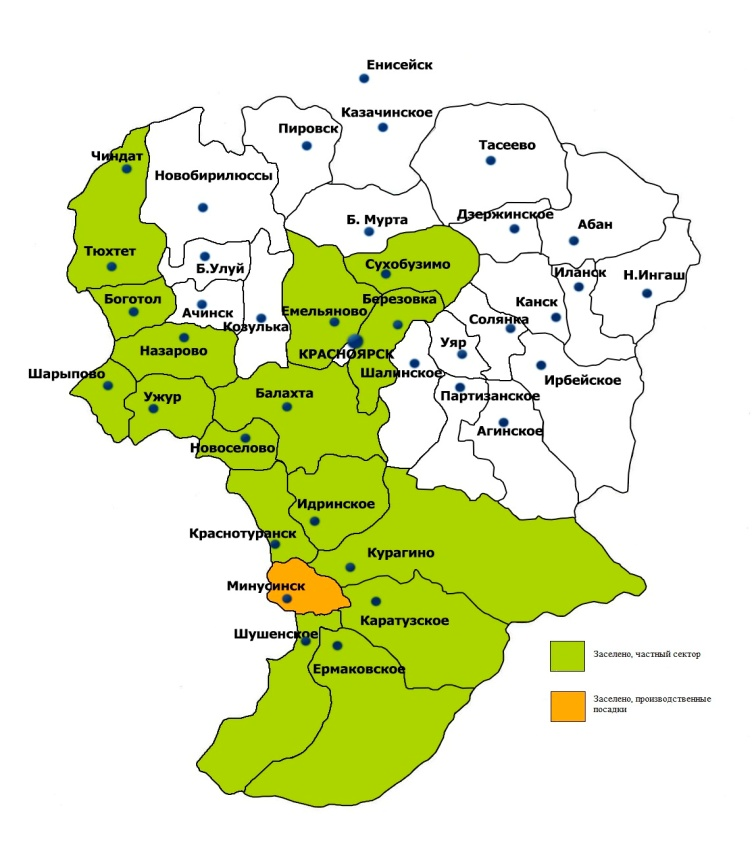 Енисейск
Казачинское
Пировск
Тасеево
Чиндат
Новобирилюссы
Дзержинское
Б. Мурта
Абан
Тюхтет
Б.Улуй
Сухобузимо
Иланск
Н.Ингаш
Боготол
Березовка
Канск
Ачинск
Емельяново
Козулька
Солянка
Назарово
КРАСНОЯРСК
Уяр
Шарыпово
Шалинское
Ирбейское
Ужур
Балахта
Партизанское
Агинское
Новоселово
Идринское
Краснотуранск
Курагино
Минусинск
Каратузское
Шушенское
Ермаковское
Заселено, частный сектор
Заселено, производственные
посадки